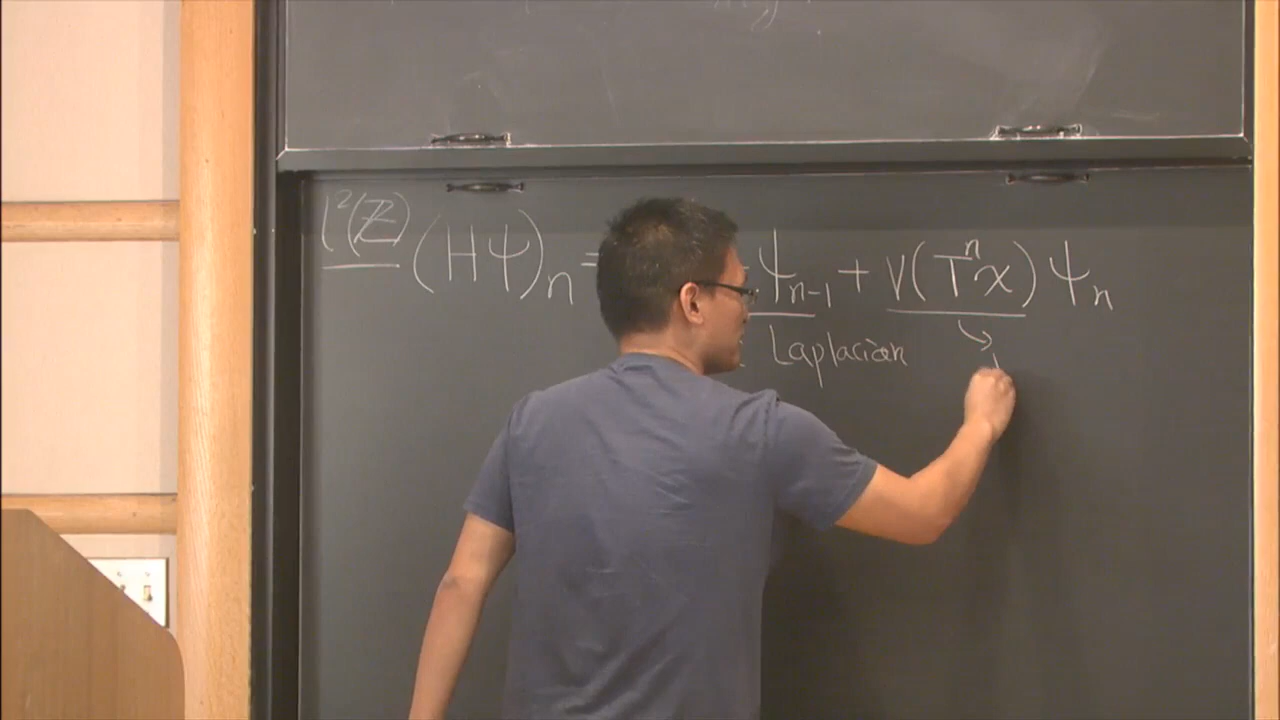 l²(ℤ) (Hψ)ₙ = ψₙ₋₁ + V(Tⁿx) ψₙ
Laplacian